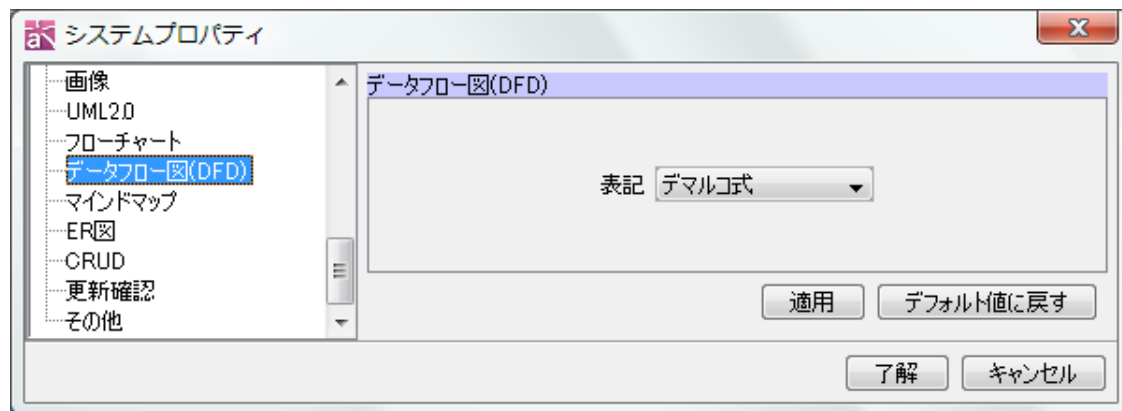 システムプロパティ
画像
UML2.0
フローチャート
データフロー図(DFD)
マインドマップ
ER図
CRUD
更新確認
その他
データフロー図(DFD)
表記 デマルコ式
適用 デフォルト値に戻す
了解 キャンセル